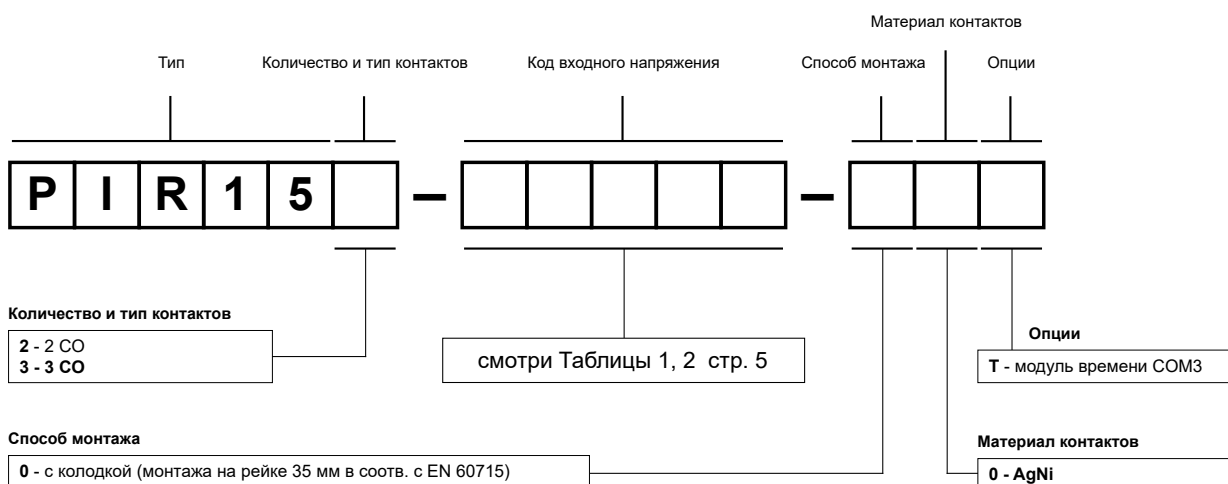 Материал контактов
Тип Количество и тип контактов Код входного напряжения Способ монтажа Опции
PIR15 – –
Количество и тип контактов
2 - 2 CO
3 - 3 CO
смотри Таблицы 1, 2 стр. 5
Опции
T - модуль времени COM3
Способ монтажа
0 - с колодкой (монтажа на рейке 35 мм в соотв. с EN 60715)
Материал контактов
0 - AgNi